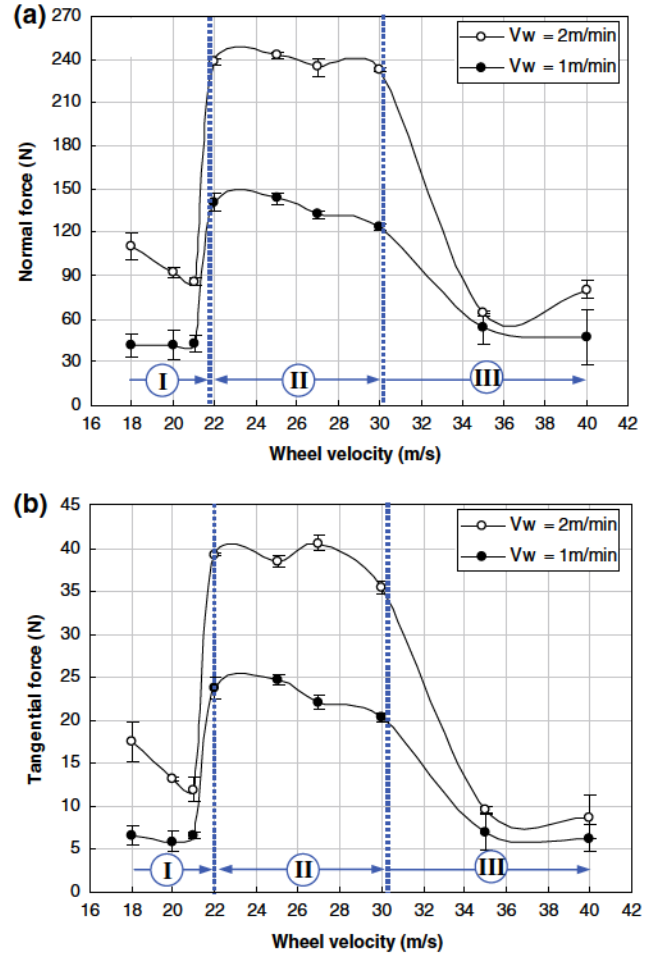 (a)
Vw = 2m/min
Vw = 1m/min
Normal force (N)
270
240
210
180
150
120
90
60
30
0
I
II
III
16 18 20 22 24 26 28 30 32 34 36 38 40 42
Wheel velocity (m/s)
(b)
Vw = 2m/min
Vw = 1m/min
Tangential force (N)
45
40
35
30
25
20
15
10
5
0
I
II
III
16 18 20 22 24 26 28 30 32 34 36 38 40 42
Wheel velocity (m/s)